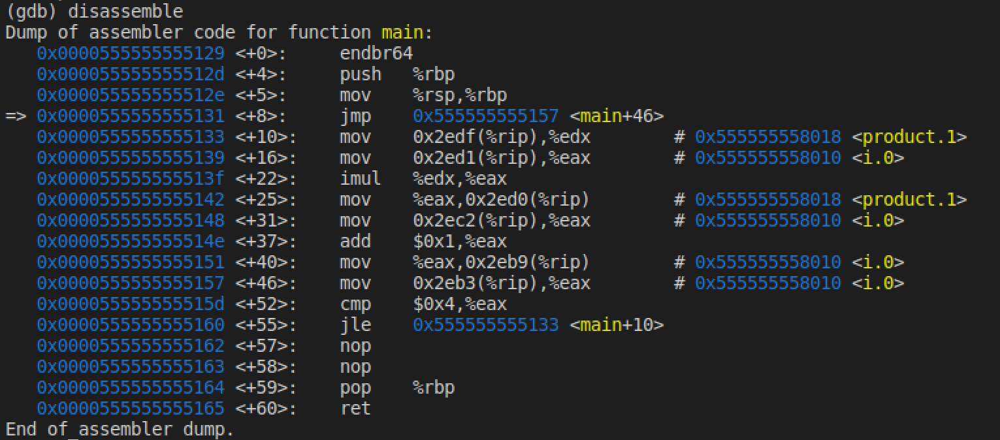 (gdb) disassemble
Dump of assembler code for function main:
   0x0000555555555129 <+0>:     endbr64
   0x000055555555512d <+4>:     push   %rbp
   0x000055555555512e <+5>:     mov    %rsp,%rbp
=> 0x0000555555555131 <+8>:     jmp    0x555555555157 <main+46>
   0x0000555555555133 <+10>:    mov    0x2edf(%rip),%edx        # 0x555555558018 <product.1>
   0x0000555555555139 <+16>:    mov    0x2ed1(%rip),%eax        # 0x555555558010 <i.0>
   0x000055555555513f <+22>:    imul   %edx,%eax
   0x0000555555555142 <+25>:    mov    %eax,0x2ed0(%rip)        # 0x555555558018 <product.1>
   0x0000555555555148 <+31>:    mov    0x2ec2(%rip),%eax        # 0x555555558010 <i.0>
   0x000055555555514e <+37>:    add    $0x1,%eax
   0x0000555555555151 <+40>:    mov    %eax,0x2eb9(%rip)        # 0x555555558010 <i.0>
   0x0000555555555157 <+46>:    mov    0x2eb3(%rip),%eax        # 0x555555558010 <i.0>
   0x000055555555515d <+52>:    cmp    $0x4,%eax
   0x0000555555555160 <+55>:    jle    0x555555555133 <main+10>
   0x0000555555555162 <+57>:    nop
   0x0000555555555163 <+58>:    nop
   0x0000555555555164 <+59>:    pop    %rbp
   0x0000555555555165 <+60>:    ret
End of assembler dump.